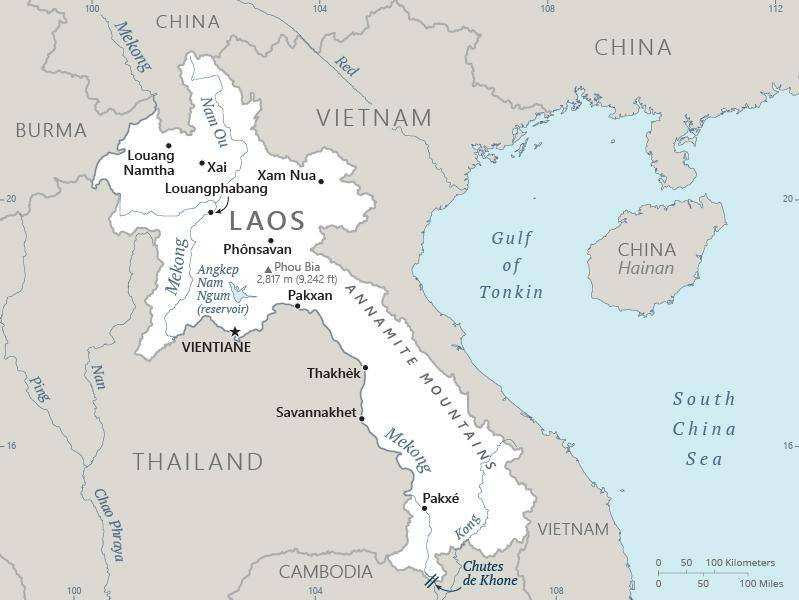 100
104
108
112
CHINA
Mekong
Red
CHINA
BURMA
Nam Ou
VIETNAM
Louang
Namtha
Xai
Xam Nua
Louangphabang
20
20
LAOS
Phônsavan
Mekong
Angkep
Nam
Ngum
(reservoir)
Phou Bia
2,817 m (9,242 ft)
Pakxan
Gulf
of
Tonkin
CHINA
Hainan
VIENTIANE
ANNAMITE MOUNTAINS
Thakhèk
Savannakhet
Ping
Nan
South
China
Sea
16
16
THAILAND
Mekong
Pakxé
Kong
Chao Phraya
VIETNAM
CAMBODIA
Chutes
de Khone
0 50 100 Kilometers
0 50 100 Miles
100
104
108